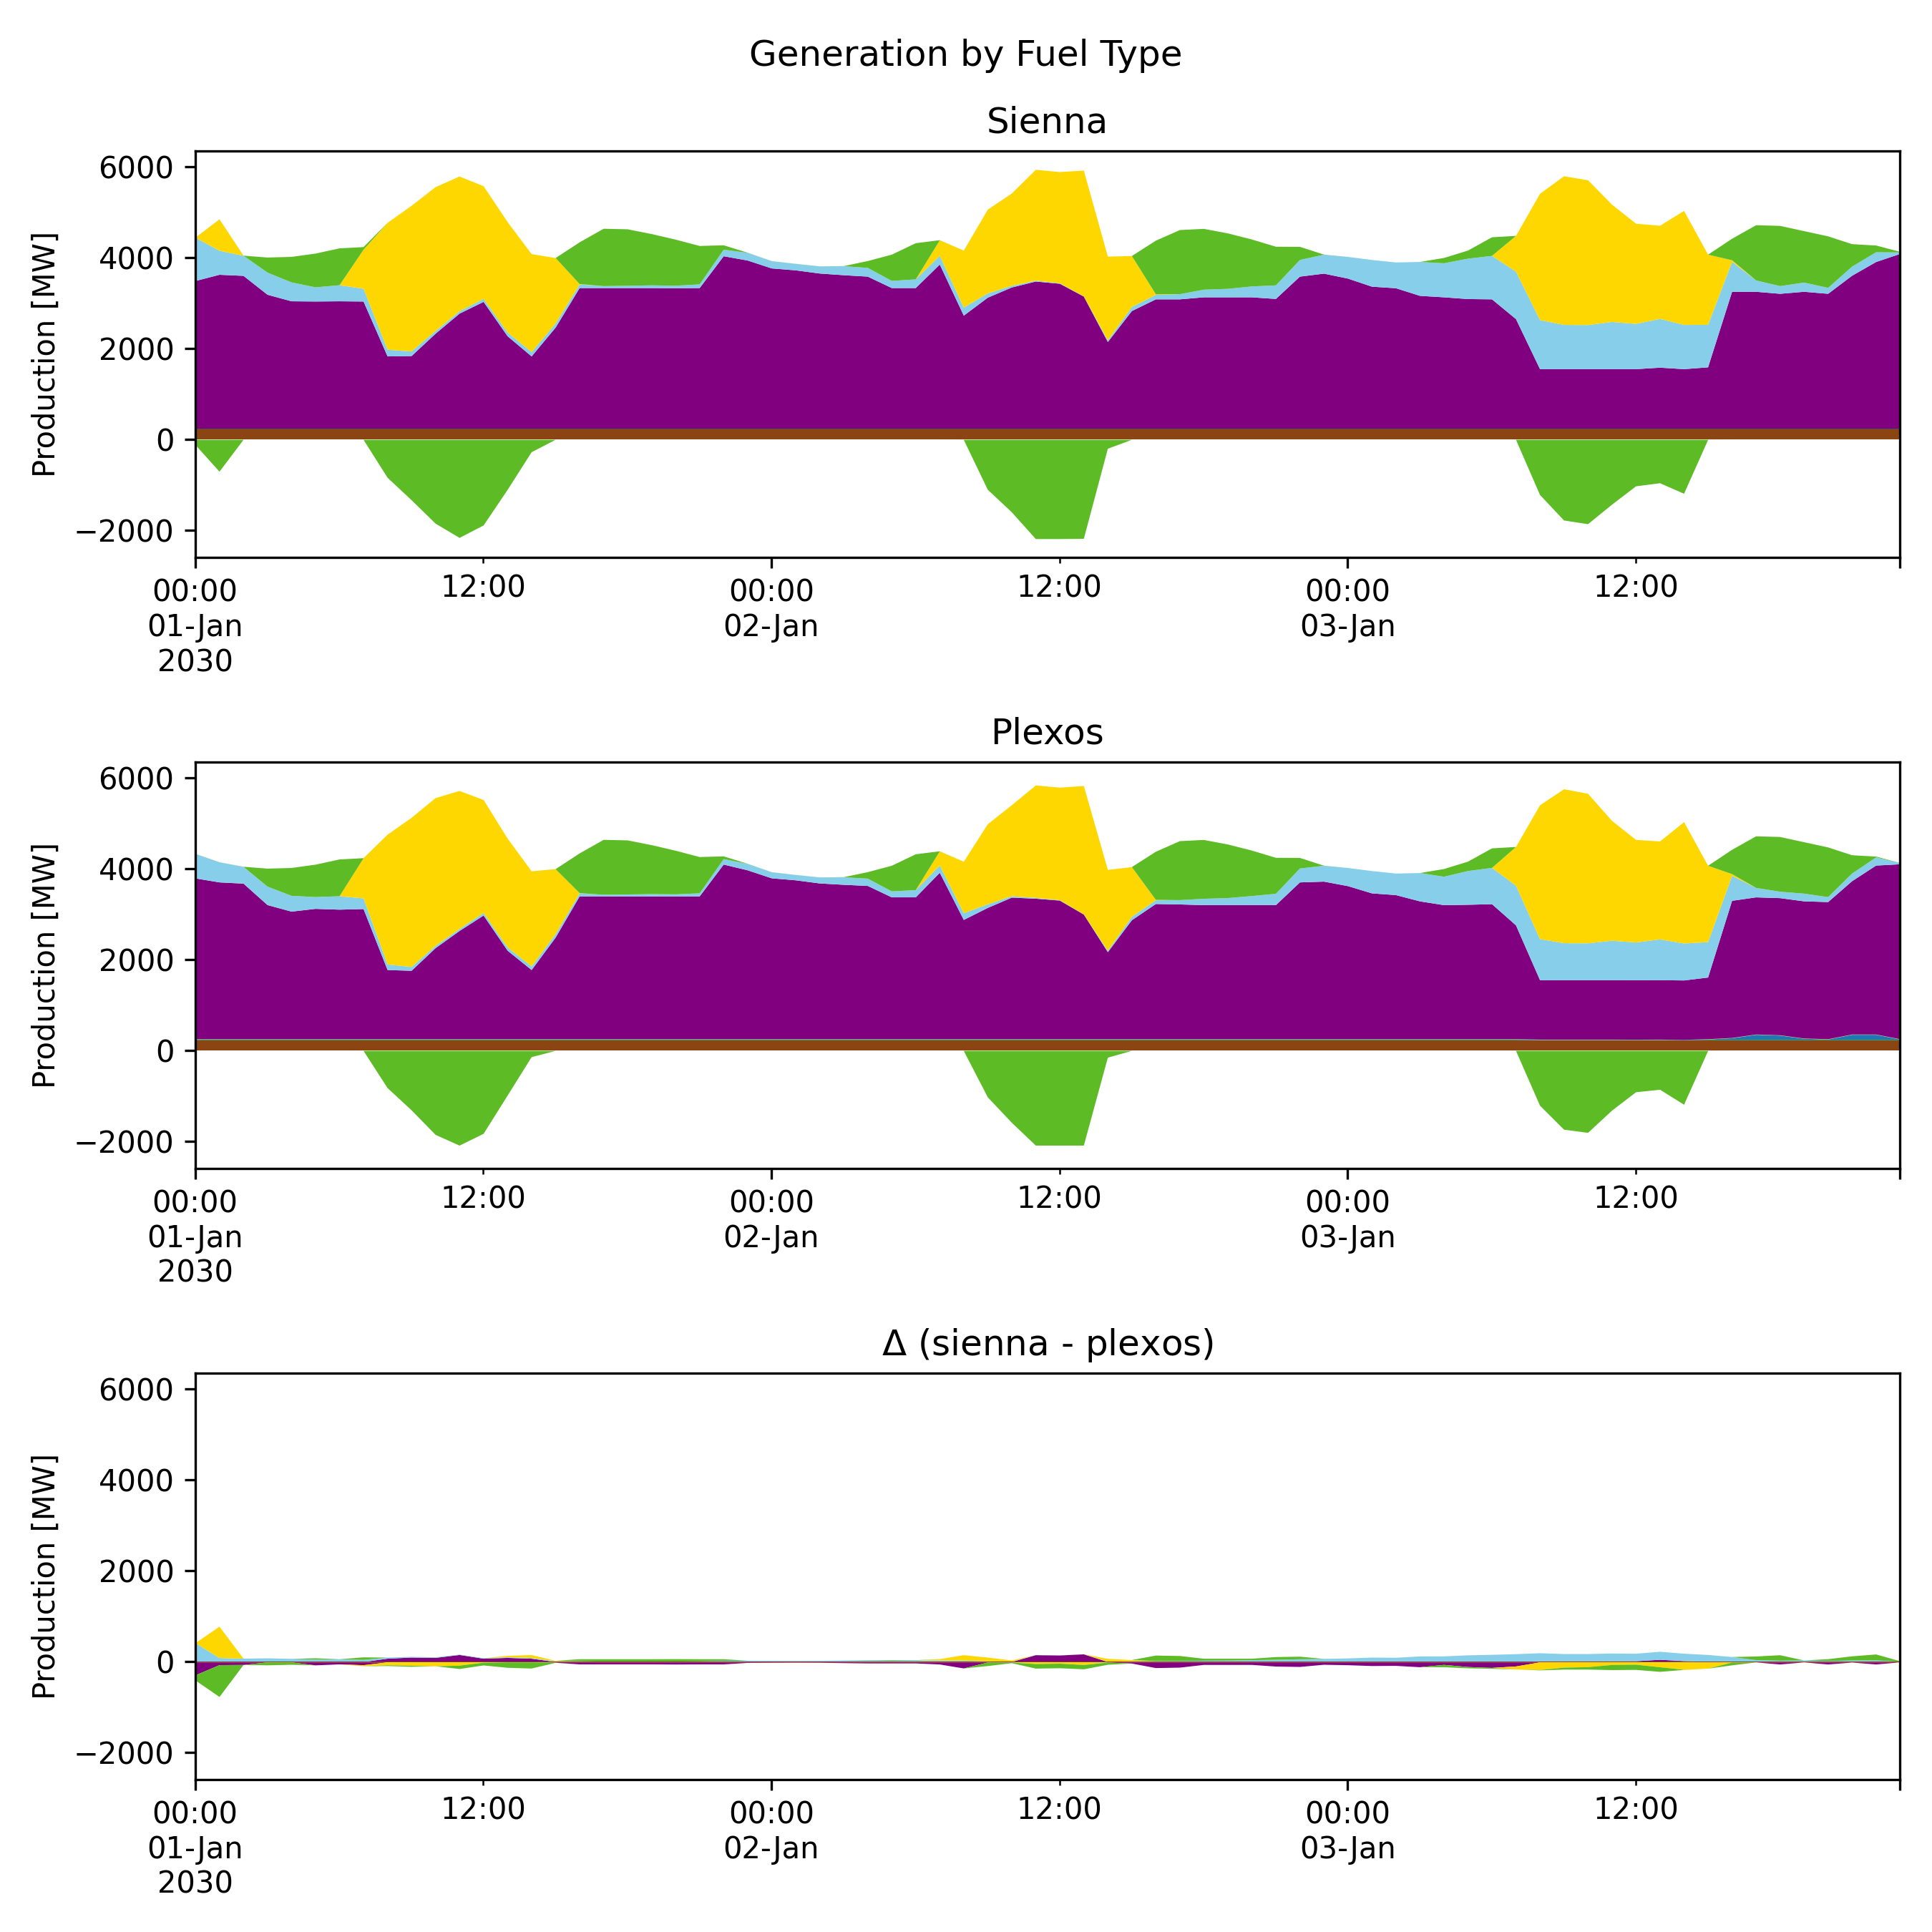 Generation by Fuel Type
Sienna
Production [MW]
6000
4000
2000
0
−2000
00:00 12:00 00:00 12:00 00:00 12:00
01-Jan 02-Jan 03-Jan
2030
Plexos
Production [MW]
6000
4000
2000
0
−2000
00:00 12:00 00:00 12:00 00:00 12:00
01-Jan 02-Jan 03-Jan
2030
Δ (sienna - plexos)
Production [MW]
6000
4000
2000
0
−2000
00:00 12:00 00:00 12:00 00:00 12:00
01-Jan 02-Jan 03-Jan
2030